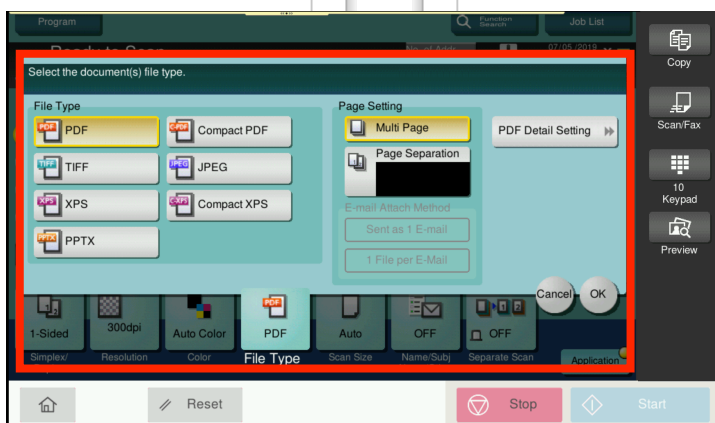 Program
Function
Search
Job List
07/05/2019
Select the document(s) file type.
File Type
PDF
Compact PDF
TIFF
JPEG
XPS
Compact XPS
PPTX
Page Setting
Multi Page
Page Separation
PDF Detail Setting
E-mail Attach Method
Sent as 1 E-mail
1 File per E-Mail
Cancel
OK
1-Sided
300dpi
Auto Color
PDF
Auto
OFF
OFF
Simplex/
Resolution
Color
File Type
Scan Size
Name/Subj
Separate Scan
Application
Reset
Stop
Start
Copy
Scan/Fax
10
Keypad
Preview